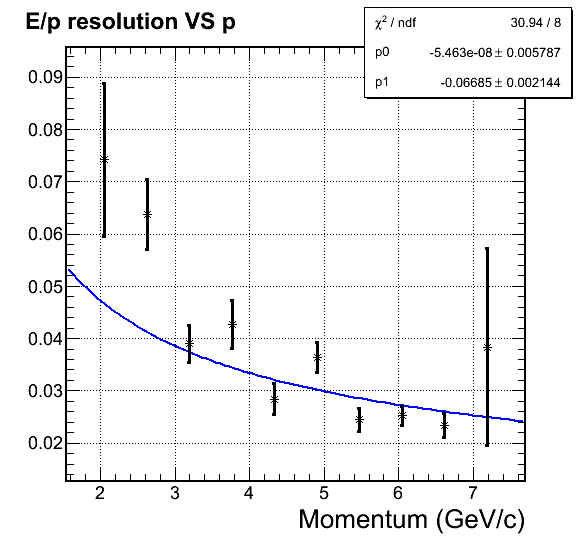 E/p resolution VS p
χ² / ndf 30.94 / 8
p0 -5.463e-08 ± 0.005787
p1 -0.06685 ± 0.002144
0.09
0.08
0.07
0.06
0.05
0.04
0.03
0.02
2 3 4 5 6 7
Momentum (GeV/c)